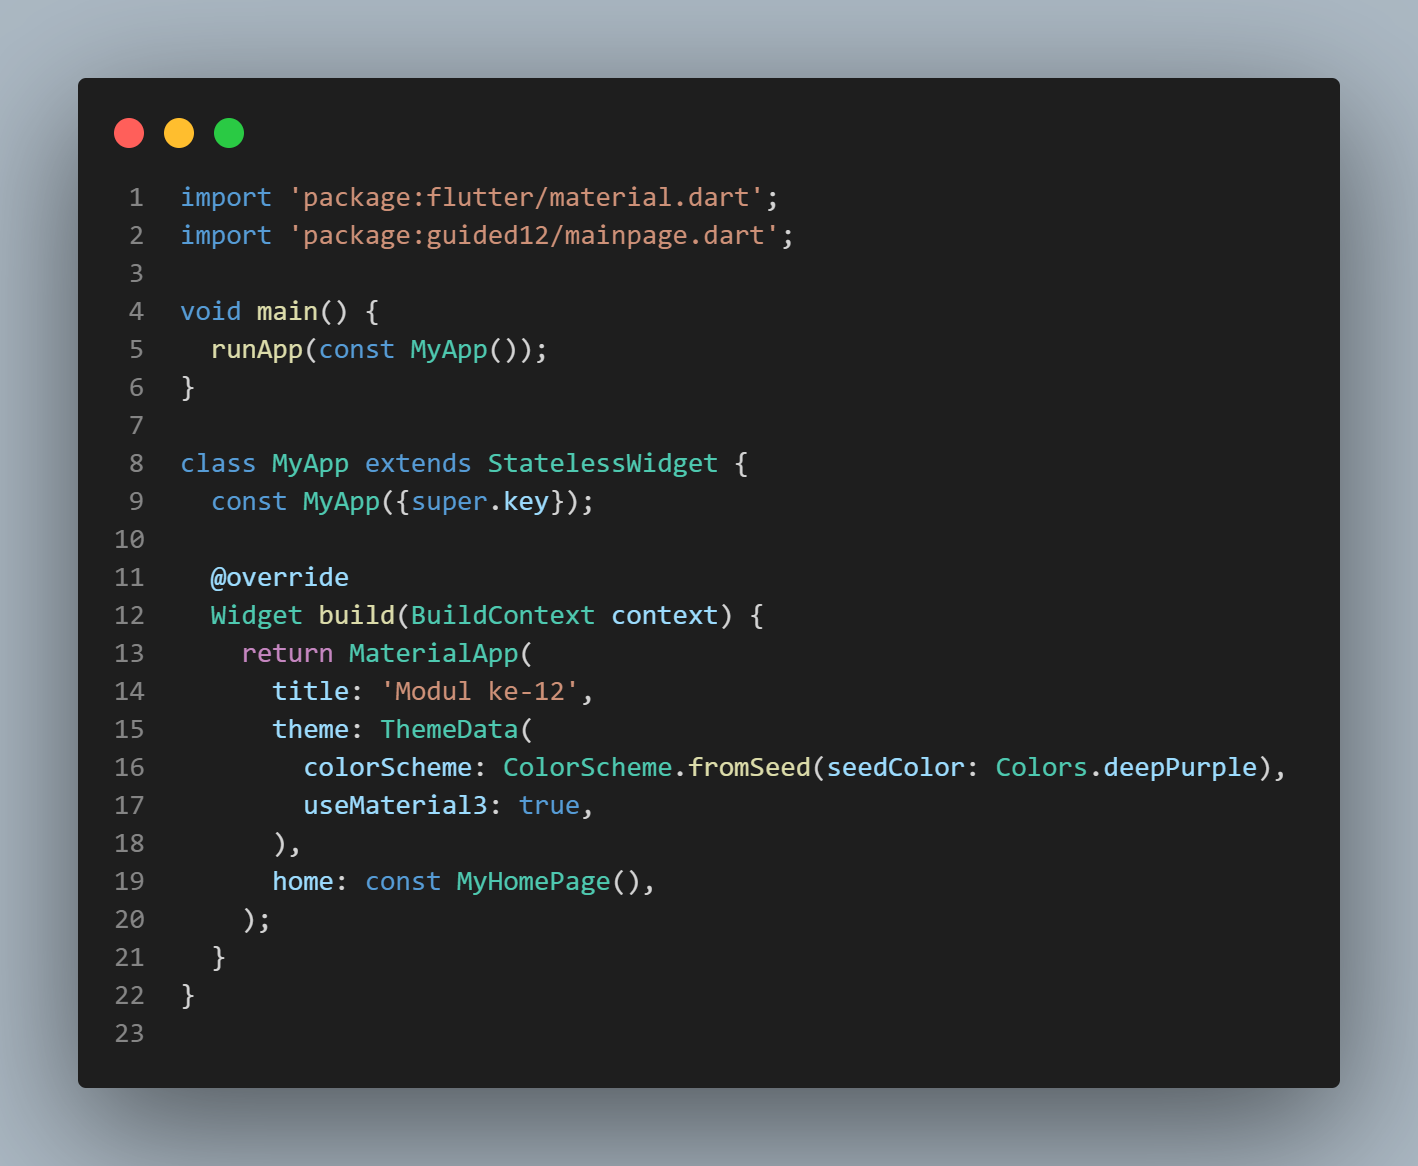 1 import 'package:flutter/material.dart';
2 import 'package:guided12/mainpage.dart';
3
4 void main() {
5   runApp(const MyApp());
6 }
7
8 class MyApp extends StatelessWidget {
9   const MyApp({super.key});
10
11   @override
12   Widget build(BuildContext context) {
13     return MaterialApp(
14       title: 'Modul ke-12',
15       theme: ThemeData(
16         colorScheme: ColorScheme.fromSeed(seedColor: Colors.deepPurple),
17         useMaterial3: true,
18       ),
19       home: const MyHomePage(),
20     );
21   }
22 }
23